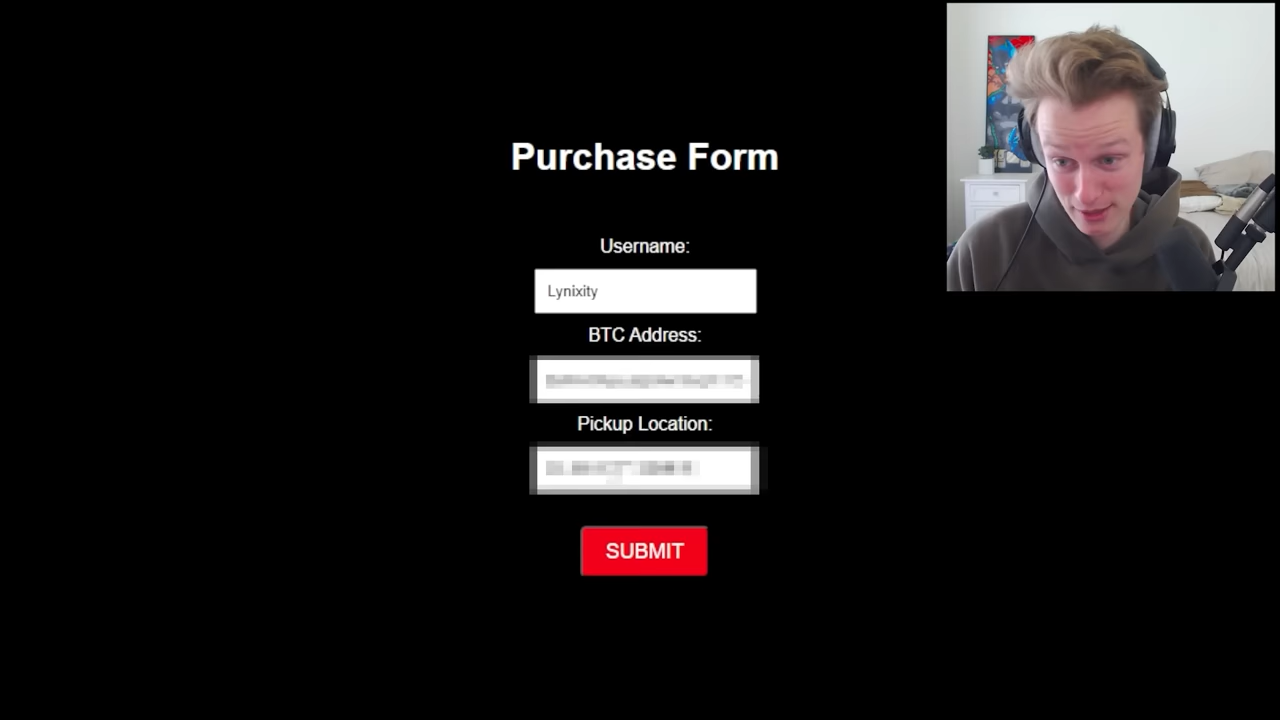 Purchase Form
Username:
Lynixity
BTC Address:
Pickup Location:
SUBMIT